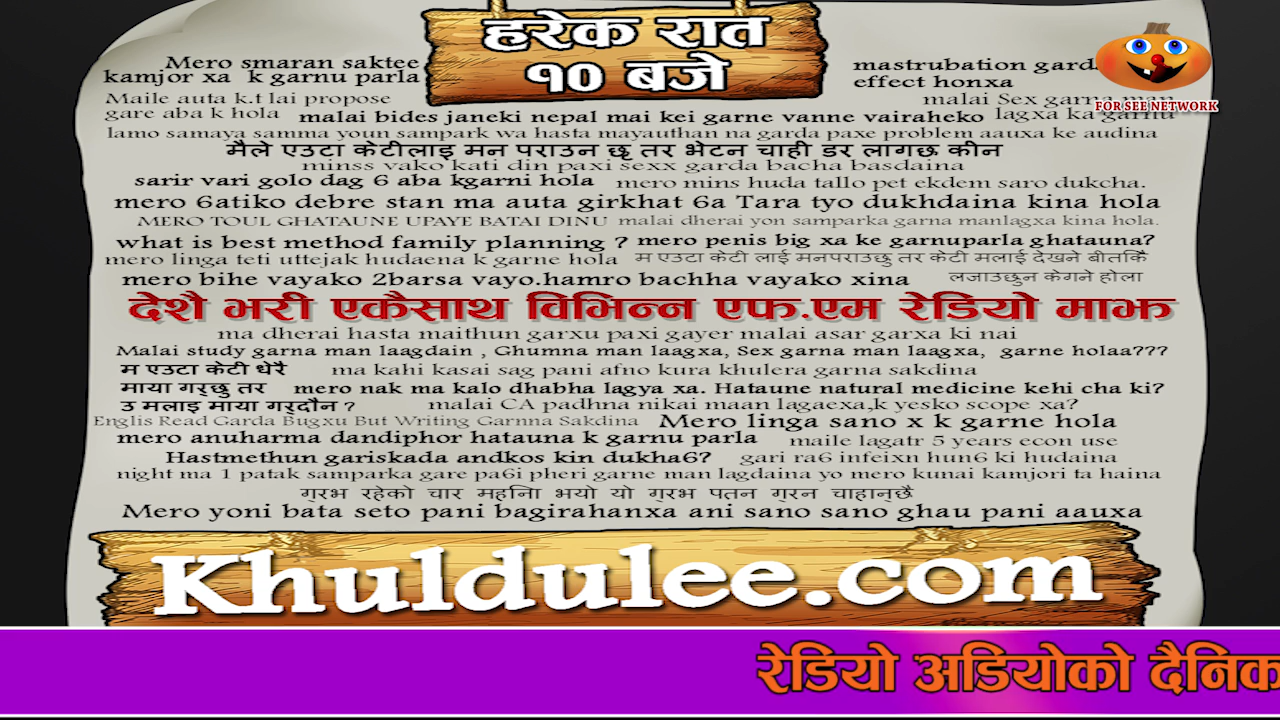 हरेक रात
१० बजे
FOR SEE NETWORK
Mero smaran saktee
kamjor xa k garnu parla
mastrubation gard
effect honxa
Maile auta k.t lai propose
gare aba k hola
malai Sex garna man
lagxa ka garnu
malai bides janeki nepal mai kei garne vanne vairaheko
lamo samaya samma youn sampark wa hasta mayauthan na garda paxe problem aauxa ke audina
मैले एउटा केटीलाइ मन पराउन छृ तर भेटन चाही डर लागछ कीन
minss vako kati din paxi sexx garda bacha basdaina
sarir vari golo dag 6 aba kgarni hola
mero mins huda tallo pet ekdem saro dukcha.
mero 6atiko debre stan ma auta girkhat 6a Tara tyo dukhdaina kina hola
MERO TOUL GHATAUNE UPAYE BATAI DINU
malai dherai yon samparka garna manlagxa kina hola.
what is best method family planning ?
mero penis big xa ke garnuparla ghatauna?
mero linga teti uttejak hudaena k garne hola
म एउटा केटी लाई मनपराउछु तर केटी मलाई देखने बीतकि
mero bihe vayako 2barsa vayo.hamro bachha vayako xina
लजाउछुन केगने होला
देशै भरी एकैसाथ विभिन्न एफ.एम रेडियो माझ
ma dherai hasta maithun garxu paxi gayer malai asar garxa ki nai
Malai study garna man laagdain , Ghumna man laagxa, Sex garna man laagxa, garne holaa???
म एउटा केटी धेरै
माया गर्छु तर
उ मलाइ माया गर्दौन ?
ma kahi kasai sag pani afno kura khulera garna sakdina
mero nak ma kalo dhabha lagya xa. Hataune natural medicine kehi cha ki?
malai CA padhna nikai maan lagaexa,k yesko scope xa?
Englis Read Garda Bugxu But Writing Garnna Sakdina
Mero linga sano x k garne hola
mero anuharma dandiphor hatauna k garnu parla
maile lagatr 5 years econ use
Hastmethun gariskada andkos kin dukha6?
gari ra6 infeixn hun6 ki hudaina
night ma 1 patak samparka gare pa6i pheri garne man lagdaina yo mero kunai kamjori ta haina
ग्रभ रहेको चार महनिा भयो यो ग्रभ पतन ग्रन चाहान्छै
Mero yoni bata seto pani bagirahanxa ani sano sano ghau pani aauxa
Khuldulee.com
रेडियो अडियोको दैनिक